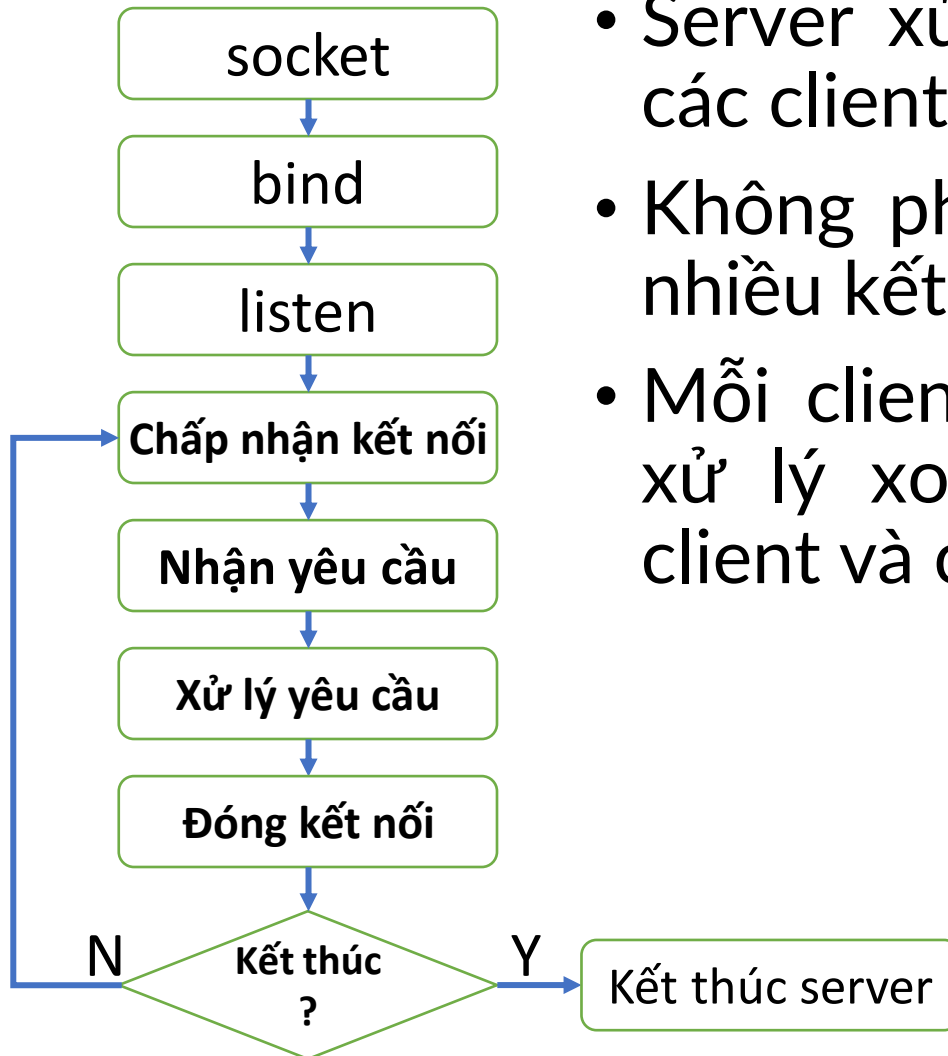 socket
bind
listen
Chấp nhận kết nối
Nhận yêu cầu
Xử lý yêu cầu
Đóng kết nối
Kết thúc
?
N
Y
Kết thúc server
• Server
các client
• Không
nhiều kết
• Mỗi
xử lý
client và